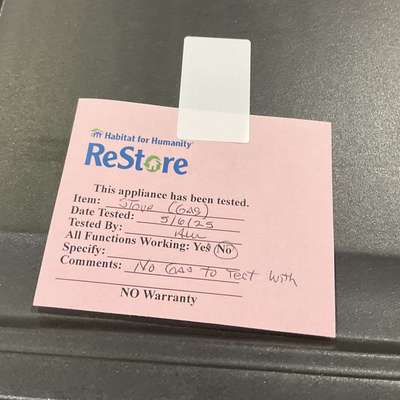 Habitat for Humanity
ReStore
This appliance has been tested.
Item: Stove (GAS)
Date Tested: 5/6/25
Tested By:
All Functions Working: Yes No
Specify:
Comments: No GAS to Test with
NO Warranty